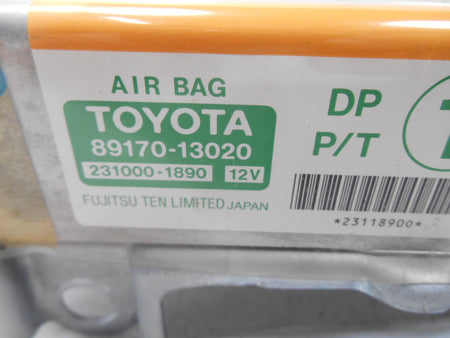 AIR BAG
TOYOTA
89170-13020
231000-1890 12V
FUJITSU TEN LIMITED JAPAN
DP
P/T
*23118900*